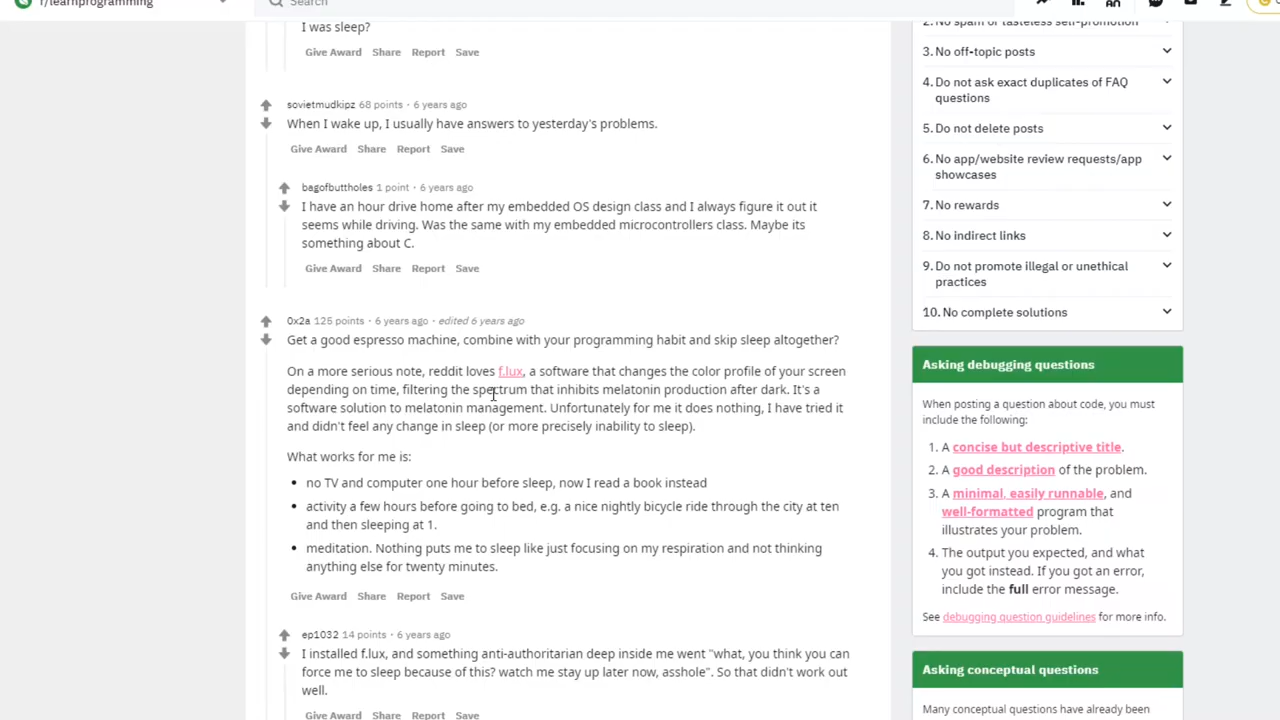 r/learnprogramming
Search
I was sleep?
Give Award Share Report Save
sovietmudkipz 68 points · 6 years ago
When I wake up, I usually have answers to yesterday's problems.
Give Award Share Report Save
bagofbuttholes 1 point · 6 years ago
I have an hour drive home after my embedded OS design class and I always figure it out it
seems while driving. Was the same with my embedded microcontrollers class. Maybe its
something about C.
Give Award Share Report Save
0x2a 125 points · 6 years ago · edited 6 years ago
Get a good espresso machine, combine with your programming habit and skip sleep altogether?
On a more serious note, reddit loves f.lux, a software that changes the color profile of your screen
depending on time, filtering the spectrum that inhibits melatonin production after dark. It's a
software solution to melatonin management. Unfortunately for me it does nothing, I have tried it
and didn't feel any change in sleep (or more precisely inability to sleep).
What works for me is:
• no TV and computer one hour before sleep, now I read a book instead
• activity a few hours before going to bed, e.g. a nice nightly bicycle ride through the city at ten
and then sleeping at 1.
• meditation. Nothing puts me to sleep like just focusing on my respiration and not thinking
anything else for twenty minutes.
Give Award Share Report Save
ep1032 14 points · 6 years ago
I installed f.lux, and something anti-authoritarian deep inside me went "what, you think you can
force me to sleep because of this? watch me stay up later now, asshole". So that didn't work out
well.
Give Award Share Report Save
2. No spam or tasteless self-promotion
3. No off-topic posts
4. Do not ask exact duplicates of FAQ
questions
5. Do not delete posts
6. No app/website review requests/app
showcases
7. No rewards
8. No indirect links
9. Do not promote illegal or unethical
practices
10. No complete solutions
Asking debugging questions
When posting a question about code, you must
include the following:
1. A concise but descriptive title.
2. A good description of the problem.
3. A minimal, easily runnable, and
well-formatted program that
illustrates your problem.
4. The output you expected, and what
you got instead. If you got an error,
include the full error message.
See debugging question guidelines for more info.
Asking conceptual questions
Many conceptual questions have already been